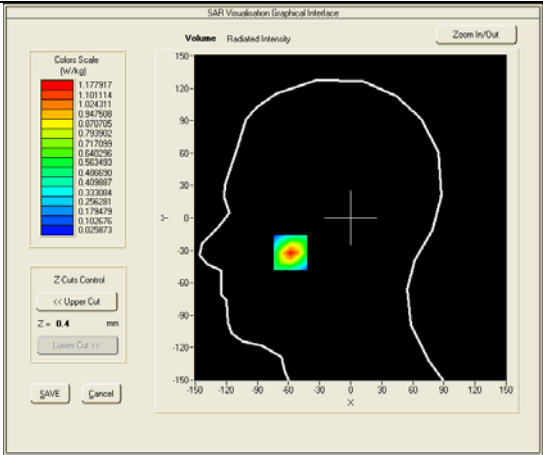 SAR Visualisation Graphical Interface
Volume Radiated Intensity
Zoom In/Out
Colors Scale
(W/kg)
1.177917
1.101114
1.024311
0.947508
0.870705
0.793902
0.717099
0.640296
0.563493
0.486690
0.409887
0.333084
0.256281
0.179479
0.102676
0.025873
Z Cuts Control
<< Upper Cut
Z = 0.4 mm
Lower Cut >>
SAVE
Cancel
150-
120-
90-
60-
30-
0-
-30-
-60-
-90-
-120-
-150-
Y
-150 -120 -90 -60 -30 0 30 60 90 120 150
X